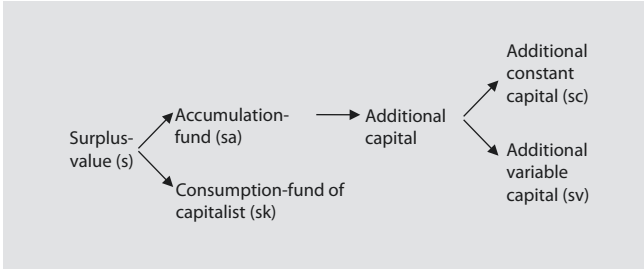 Surplus-
value (s)
Accumulation-
fund (sa)
Consumption-fund of
capitalist (sk)
Additional
capital
Additional
constant
capital (sc)
Additional
variable
capital (sv)